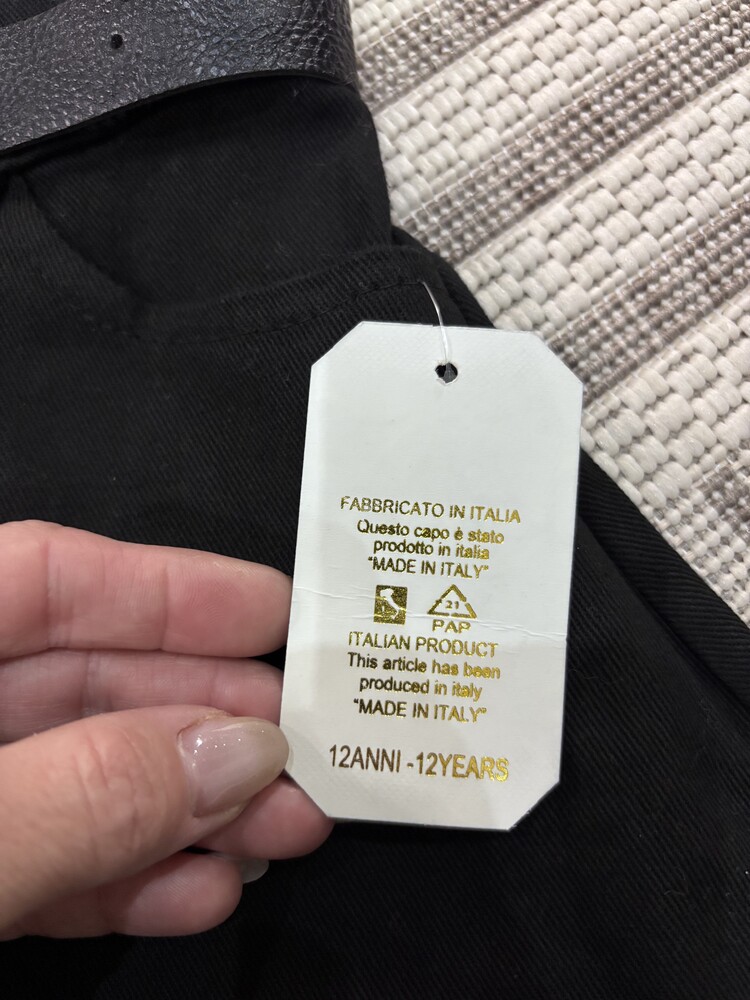 FABBRICATO IN ITALIA
Questo capo è stato
prodotto in italia
"MADE IN ITALY"
21
PAP
ITALIAN PRODUCT
This article has been
produced in italy
"MADE IN ITALY"
12ANNI -12YEARS